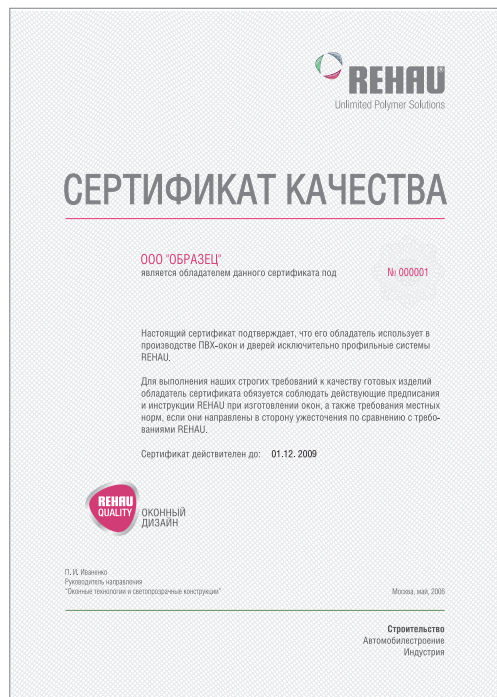 REHAU®
Unlimited Polymer Solutions
СЕРТИФИКАТ КАЧЕСТВА
ООО "ОБРАЗЕЦ"
является обладателем данного сертификата под
№ 000001
Настоящий сертификат подтверждает, что его обладатель использует в
производстве ПВХ-окон и дверей исключительно профильные системы
REHAU.
Для выполнения наших строгих требований к качеству готовых изделий
обладатель сертификата обязуется соблюдать действующие предписания
и инструкции REHAU при изготовлении окон, а также требования местных
норм, если они направлены в сторону ужесточения по сравнению с требо-
ваниями REHAU.
Сертификат действителен до: 01.12. 2009
REHAU
QUALITY
ОКОННЫЙ
ДИЗАЙН
П. И. Иваненко
Руководитель направления
"Оконные технологии и светопрозрачные конструкции"
Москва, май, 2006
Строительство
Автомобилестроение
Индустрия